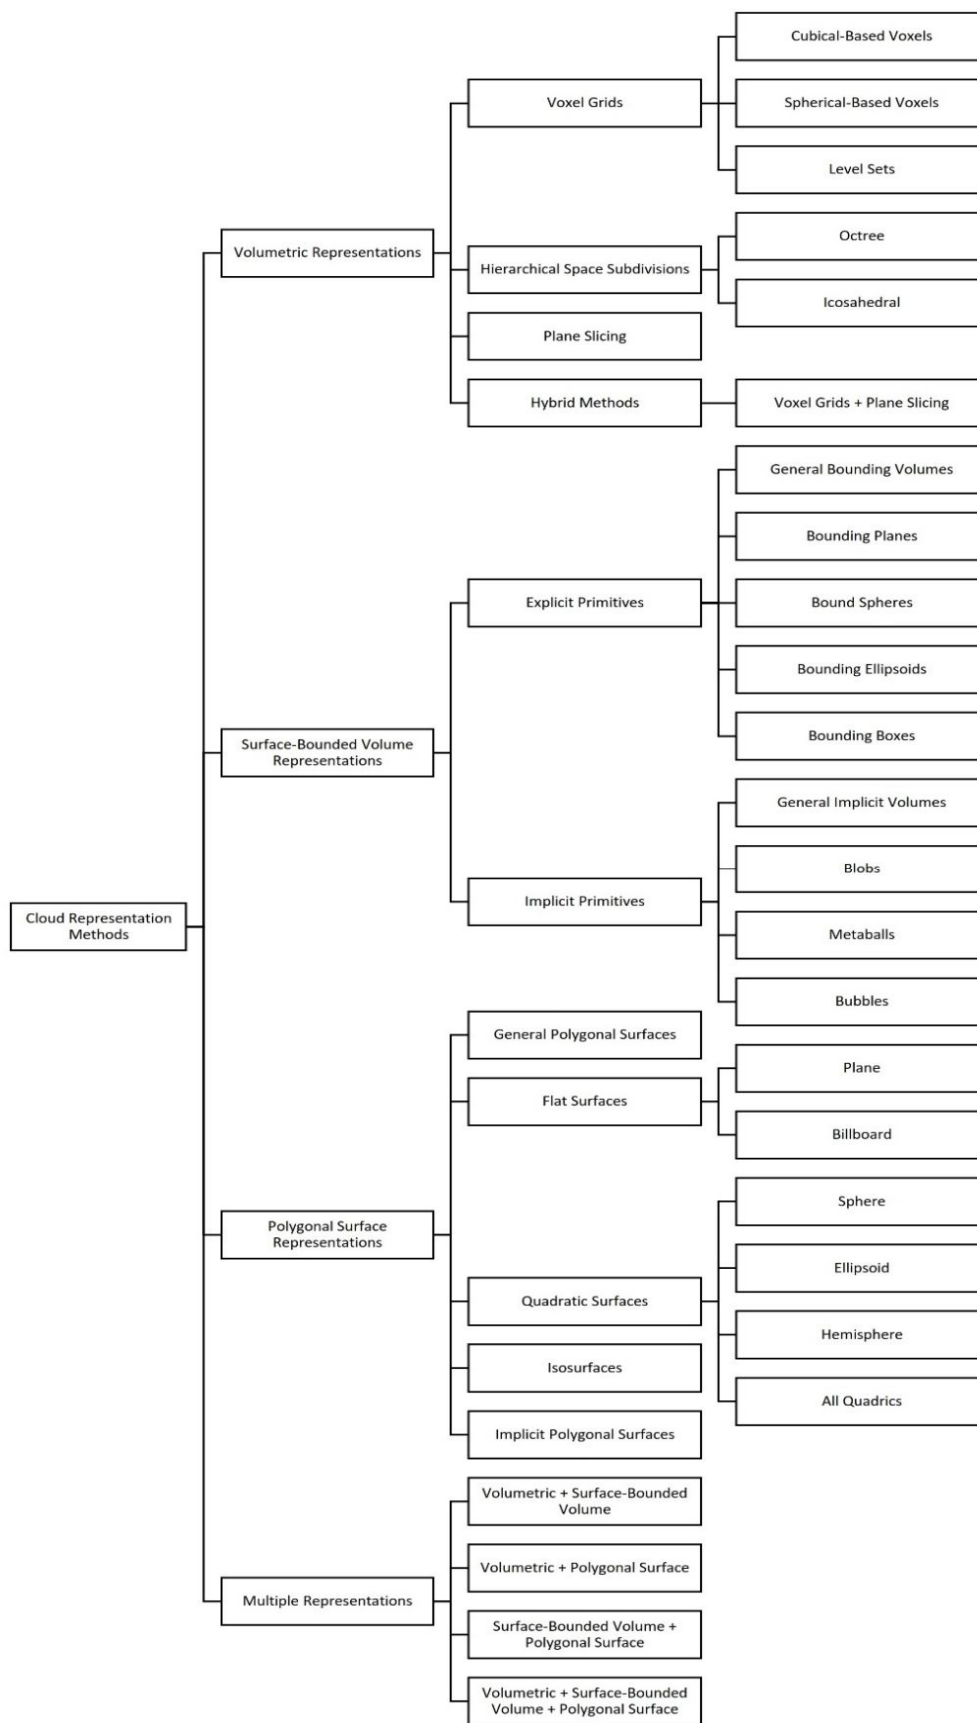 Cubical-Based Voxels
Voxel Grids
Spherical-Based Voxels
Level Sets
Volumetric Representations
Octree
Hierarchical Space Subdivisions
Icosahedral
Plane Slicing
Hybrid Methods
Voxel Grids + Plane Slicing
General Bounding Volumes
Bounding Planes
Explicit Primitives
Bound Spheres
Bounding Ellipsoids
Surface-Bounded Volume
Representations
Bounding Boxes
General Implicit Volumes
Blobs
Cloud Representation
Methods
Implicit Primitives
Metaballs
Bubbles
General Polygonal Surfaces
Plane
Flat Surfaces
Billboard
Polygonal Surface
Representations
Sphere
Ellipsoid
Quadratic Surfaces
Hemisphere
Isosurfaces
All Quadrics
Implicit Polygonal Surfaces
Volumetric + Surface-Bounded
Volume
Volumetric + Polygonal Surface
Multiple Representations
Surface-Bounded Volume +
Polygonal Surface
Volumetric + Surface-Bounded
Volume + Polygonal Surface